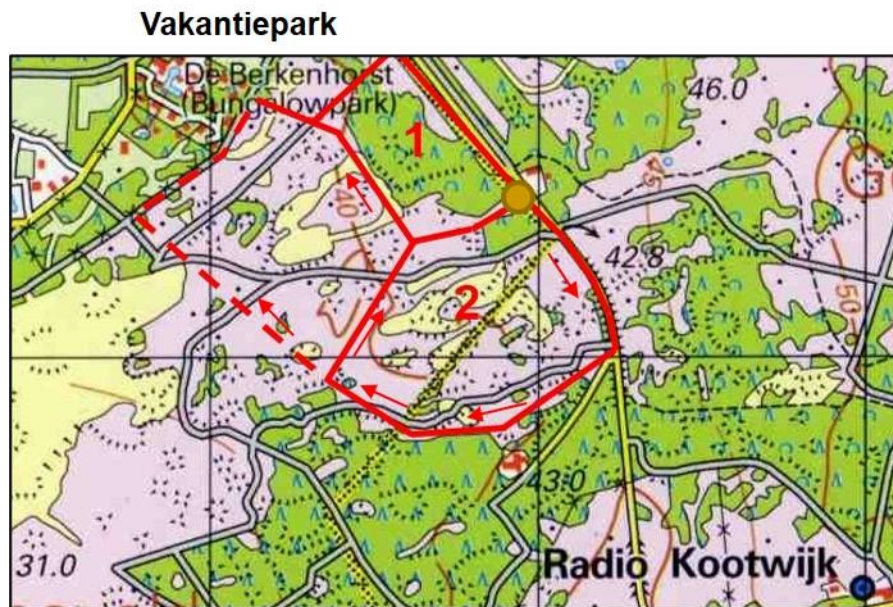 Vakantiepark
De Berkenhorst
(Bungalowpark)
46.0
1
45
G
40
42.8
2
50
43.0
31.0
Radio Kootwijk